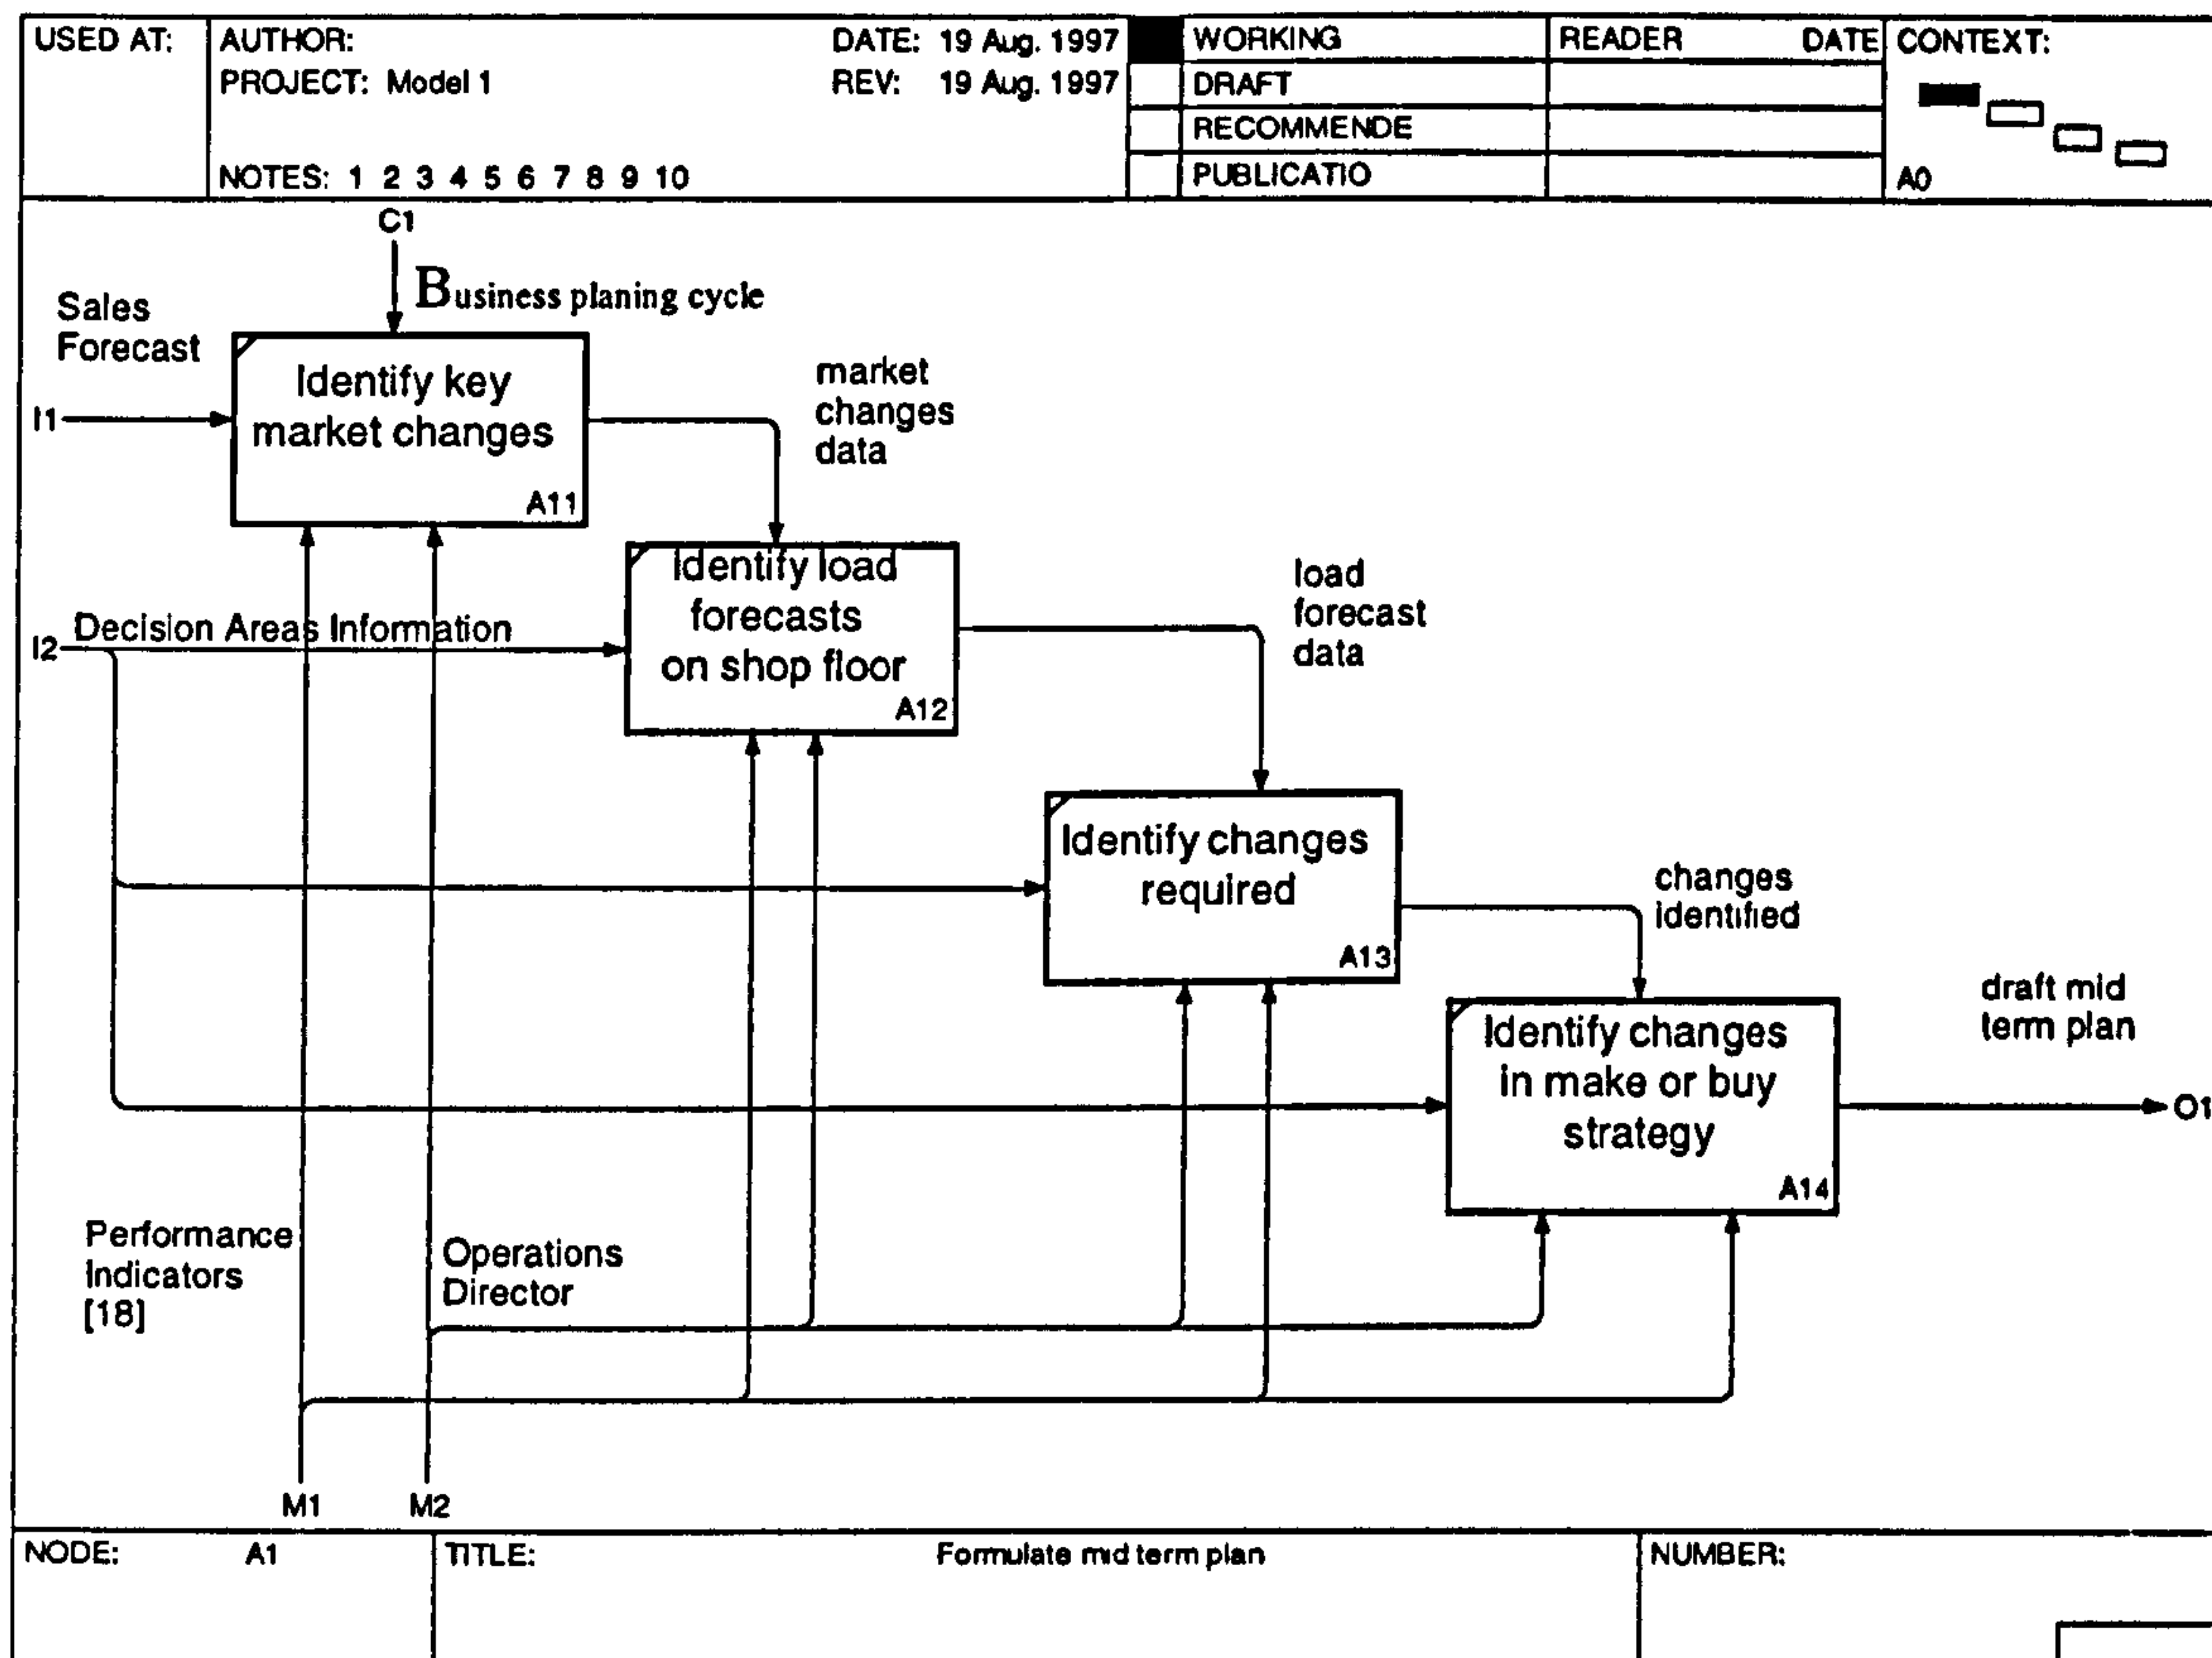 USED AT:
AUTHOR:
DATE: 19 Aug. 1997
PROJECT: Model 1
REV: 19 Aug. 1997
NOTES: 1 2 3 4 5 6 7 8 9 10
WORKING
DRAFT
RECOMMENDE
PUBLICATIO
READER DATE
CONTEXT:
A0
C1
Business planing cycle
Sales
Forecast
I1
Identify key
market changes
A11
market
changes
data
I2
Decision Areas Information
Identify load
forecasts
on shop floor
A12
load
forecast
data
Identify changes
required
A13
changes
identified
Identify changes
in make or buy
strategy
A14
draft mid
term plan
O1
Performance
Indicators
[18]
Operations
Director
M1
M2
NODE: A1
TITLE: Formulate mid term plan
NUMBER: